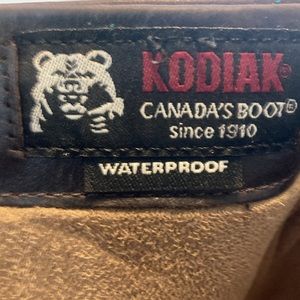 KODIAK®
CANADA'S BOOT®
Since 1910
WATERPROOF